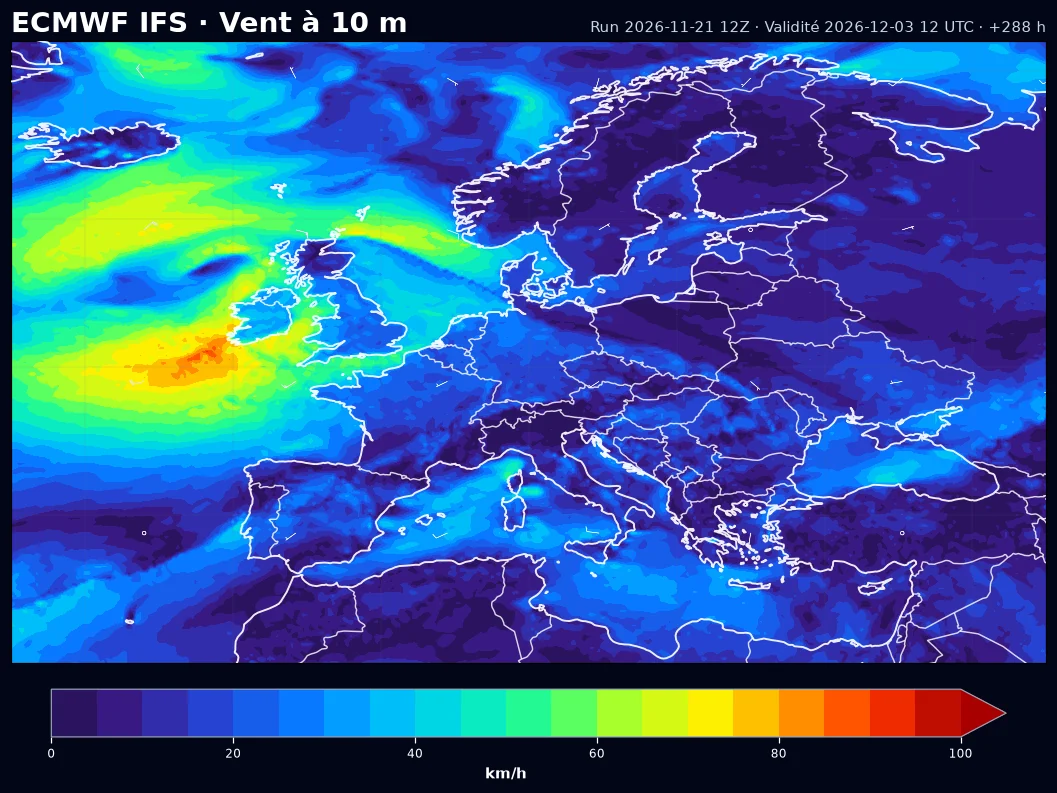 ECMWF IFS · Vent à 10 m
Run 2026-11-21 12Z · Validité 2026-12-03 12 UTC · +288 h
0 20 40 60 80 100
km/h